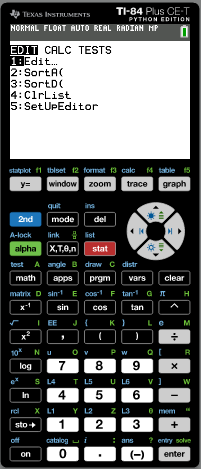 TEXAS INSTRUMENTS TI-84 Plus CE-T
PYTHON EDITION
NORMAL FLOAT AUTO REAL RADIAN MP
EDIT CALC TESTS
1:Edit…
2:SortA(
3:SortD(
4:ClrList
5:SetUpEditor
statplot f1 tblset f2 format f3 calc f4 table f5
y= window zoom trace graph
quit ins
2nd mode del
A-lock link list
alpha X,T,θ,n stat
test A angle B draw C distr
math apps prgm vars clear
matrix D sin⁻¹ E cos⁻¹ F tan⁻¹ G π H
x⁻¹ sin cos tan ^
√ I EE J { K } L e M
x² , ( ) ÷
10ˣ N u O v P w Q [ R
log 7 8 9 ×
eˣ S L4 T L5 U L6 V ] W
ln 4 5 6 −
rcl X L1 Y L2 Z L3 θ mem "
sto→ 1 2 3 +
off catalog i : ans ? entry solve
on 0 . (−) enter